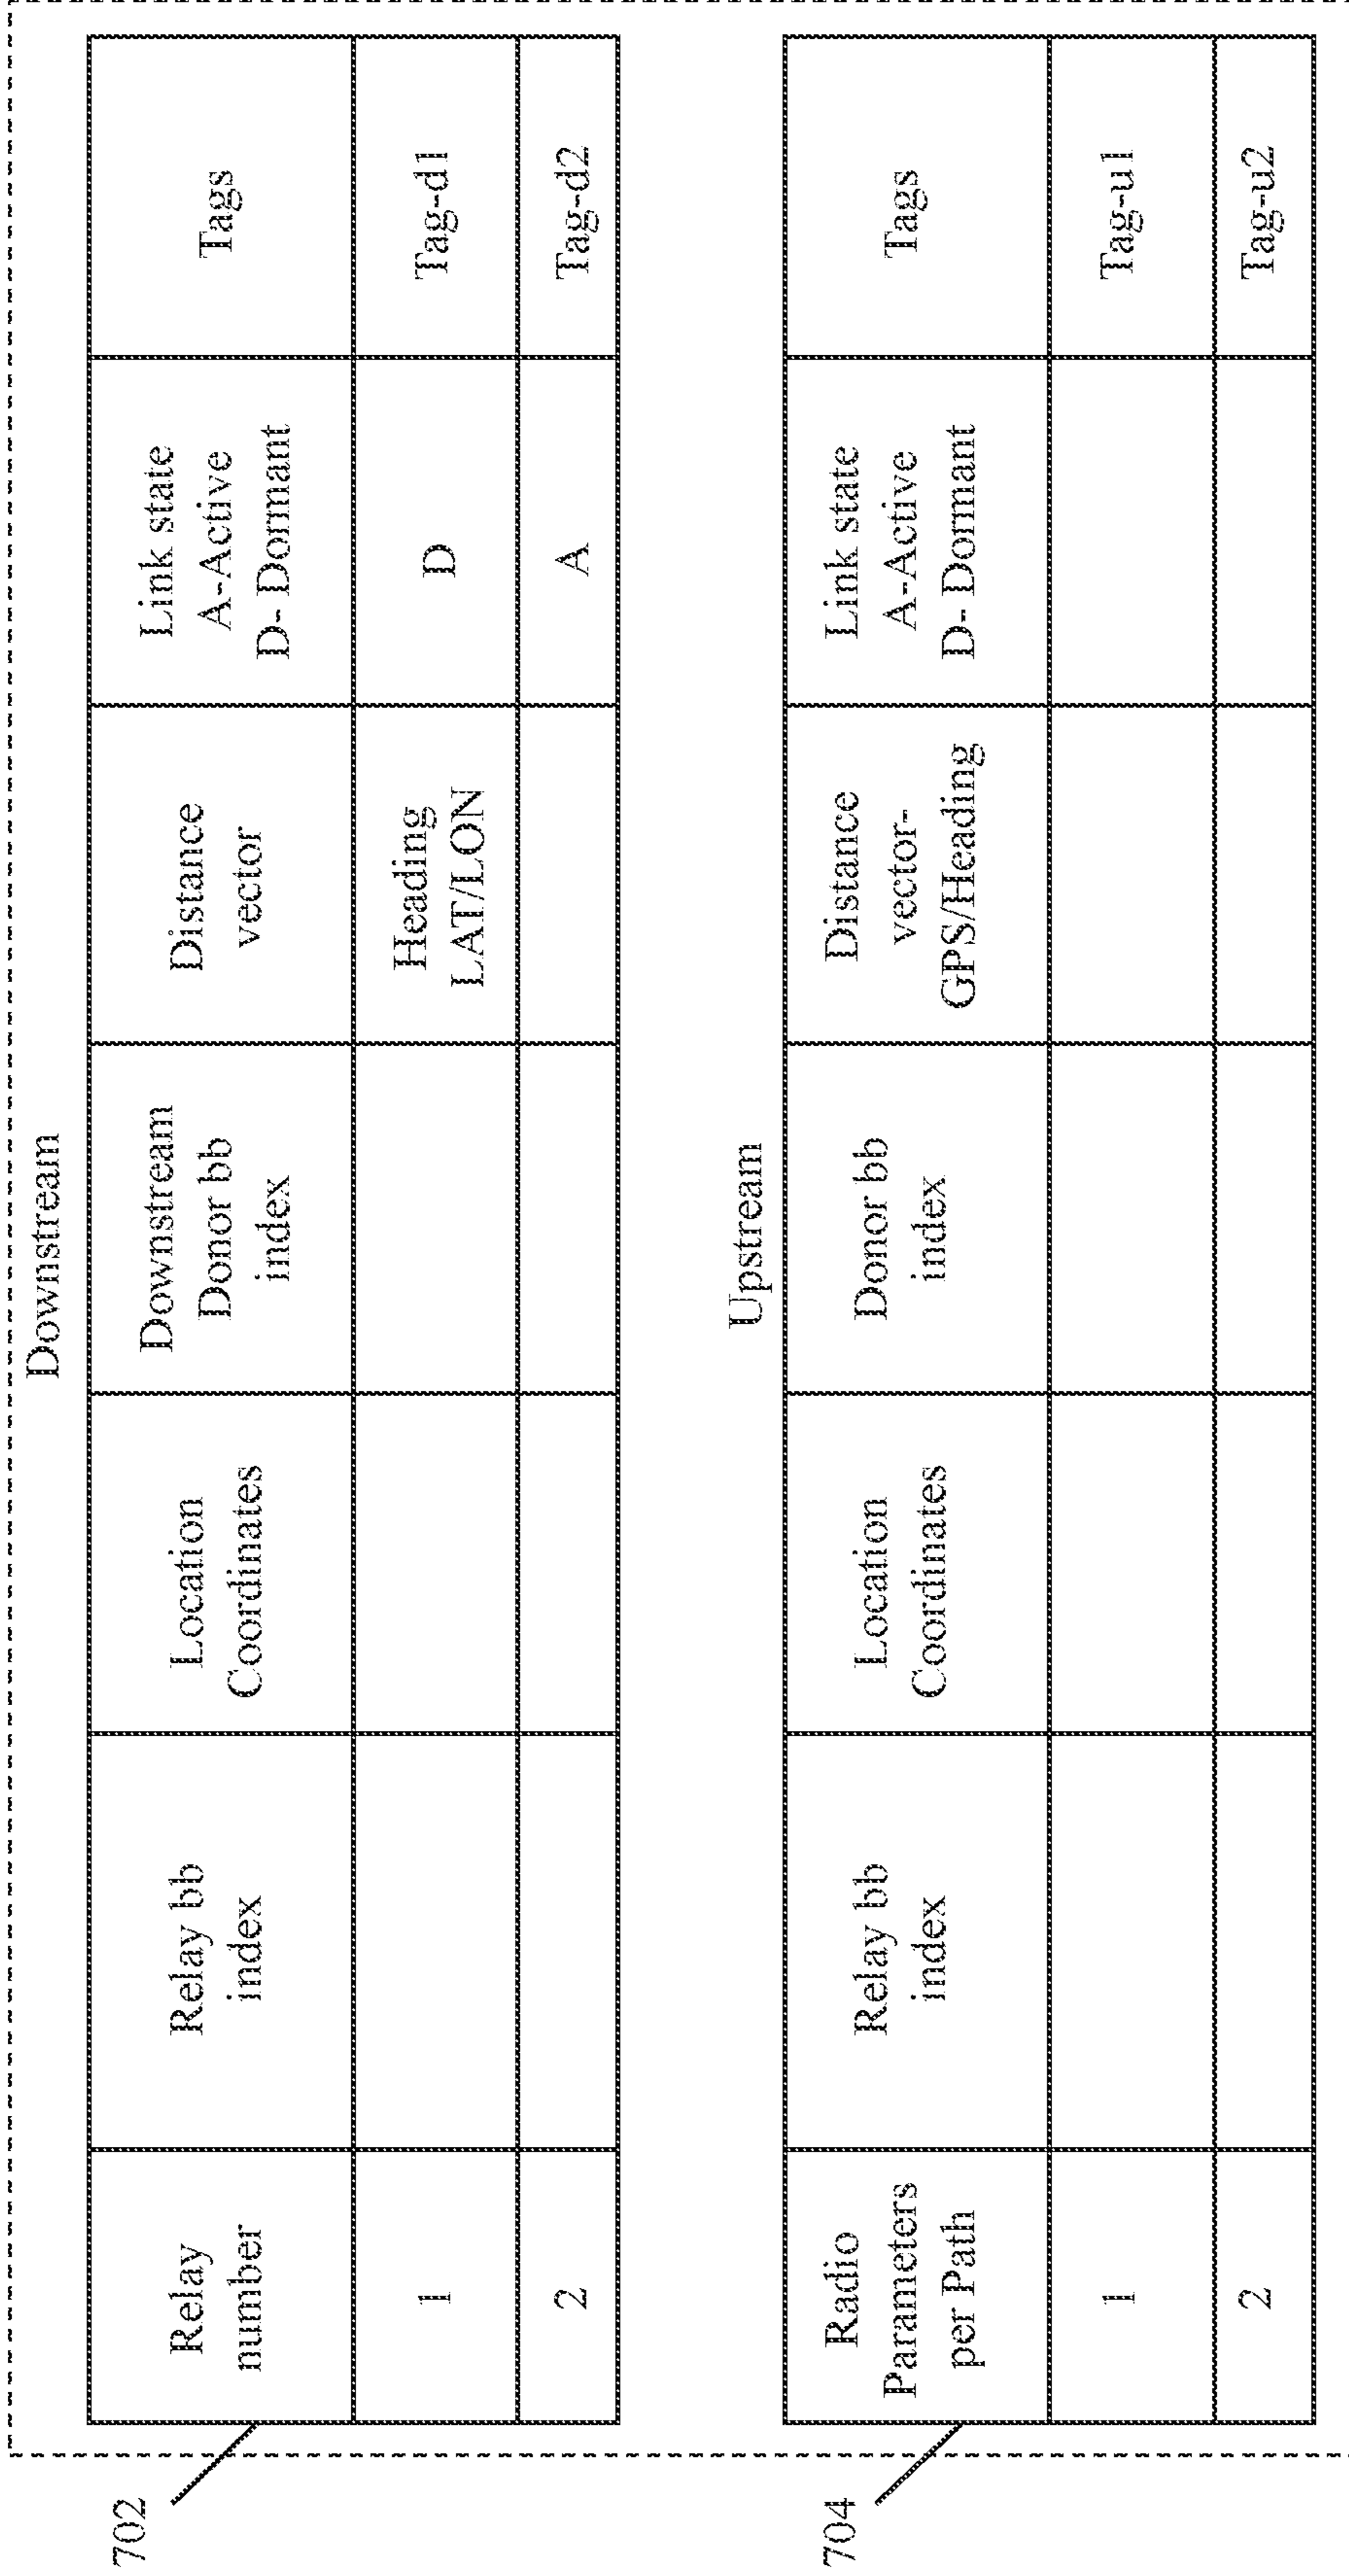 Downstream
702
Relay
number
Relay bb
index
Location
Coordinates
Downstream
Donor bb
index
Distance
vector
Link state
A-Active
D- Dormant
Tags
1
Heading
LAT/LON
D
Tag-d1
2
A
Tag-d2
Upstream
704
Radio
Parameters
per Path
Relay bb
index
Location
Coordinates
Donor bb
index
Distance
vector-
GPS/Heading
Link state
A-Active
D- Dormant
Tags
1
Tag-u1
2
Tag-u2